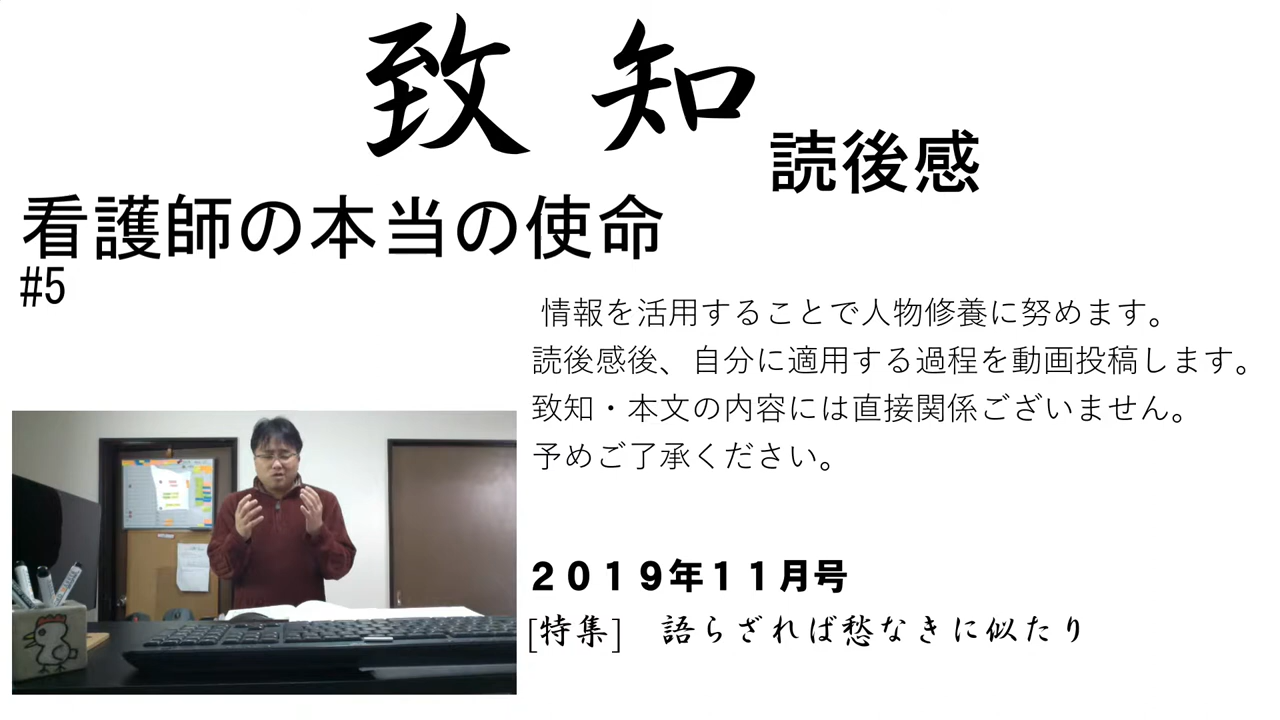 致知
読後感
看護師の本当の使命
#5
情報を活用することで人物修養に努めます。
読後感後、自分に適用する過程を動画投稿します。
致知・本文の内容には直接関係ございません。
予めご了承ください。
2019年11月号
[特集] 語らざれば愁なきに似たり